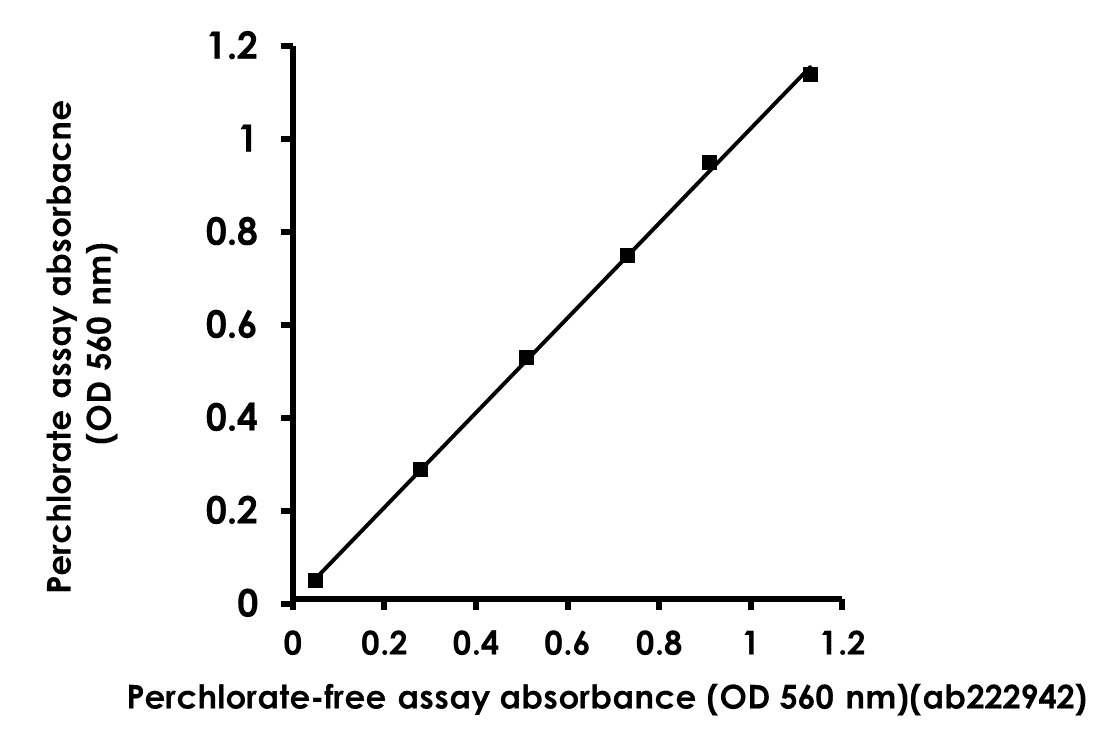 Perchlorate assay absorbacne
(OD 560 nm)
1.2
1
0.8
0.6
0.4
0.2
0
0 0.2 0.4 0.6 0.8 1 1.2
Perchlorate-free assay absorbance (OD 560 nm)(ab222942)